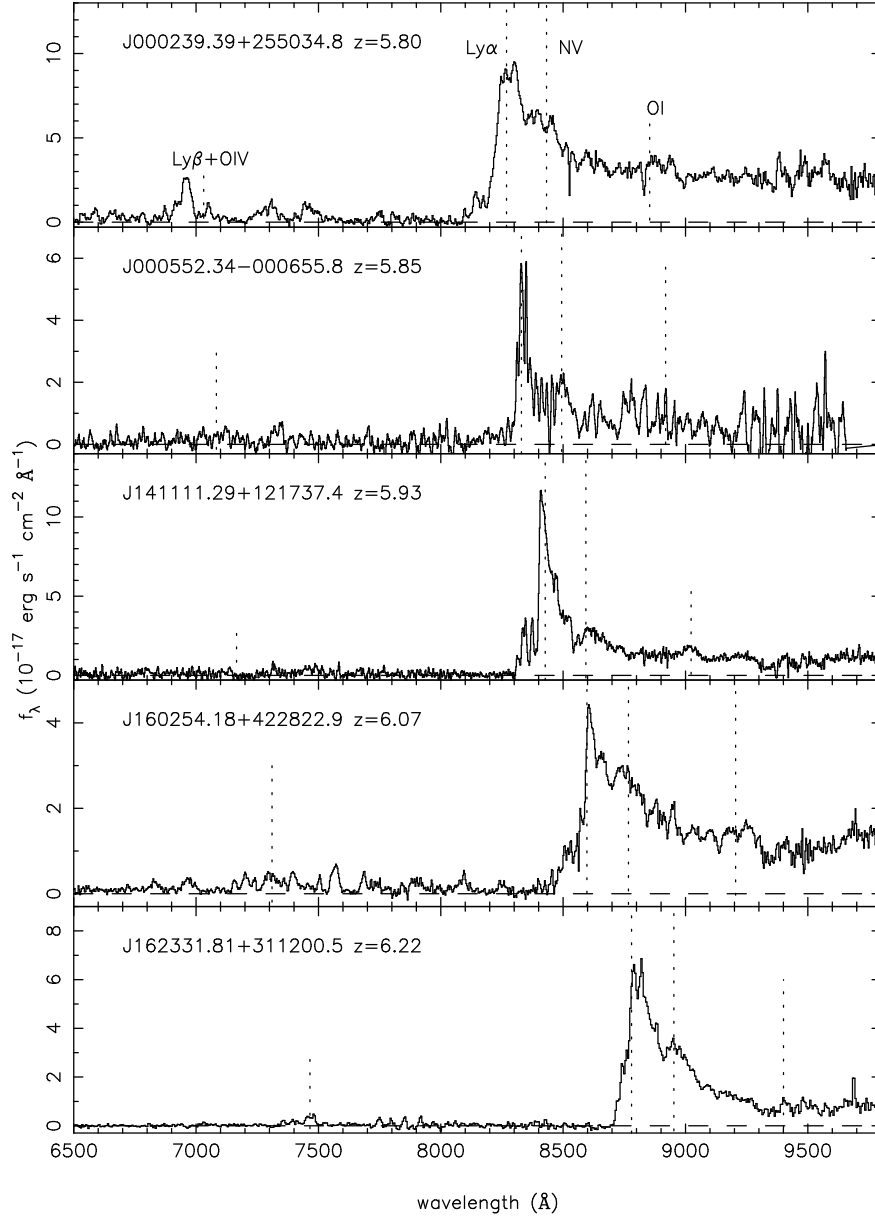 J000239.39+255034.8 z=5.80
Lyα
NV
OI
Lyβ+OIV
10
5
0
J000552.34−000655.8 z=5.85
6
4
2
0
J141111.29+121737.4 z=5.93
10
5
0
J160254.18+422822.9 z=6.07
4
2
0
J162331.81+311200.5 z=6.22
8
6
4
2
0
f_λ (10⁻¹⁷ erg s⁻¹ cm⁻² Å⁻¹)
6500 7000 7500 8000 8500 9000 9500
wavelength (Å)